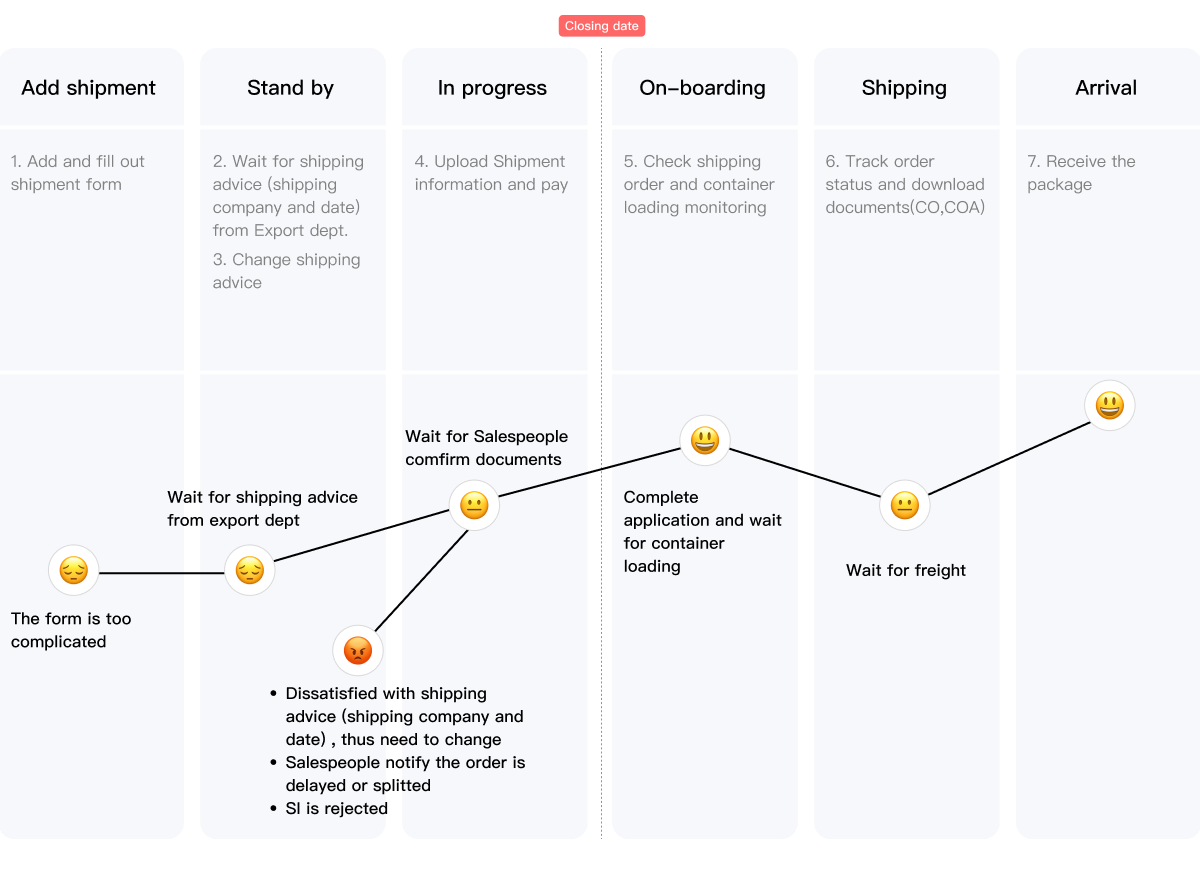 Closing date
Add shipment
Stand by
In progress
On-boarding
Shipping
Arrival
1. Add and fill out
shipment form
2. Wait for shipping
advice (shipping
company and date)
from Export dept.
3. Change shipping
advice
4. Upload Shipment
information and pay
5. Check shipping
order and container
loading monitoring
6. Track order
status and download
documents(CO,COA)
7. Receive the
package
The form is too
complicated
Wait for shipping advice
from export dept
• Dissatisfied with shipping
advice (shipping company and
date) , thus need to change
• Salespeople notify the order is
delayed or splitted
• SI is rejected
Wait for Salespeople
comfirm documents
Complete
application and wait
for container
loading
Wait for freight